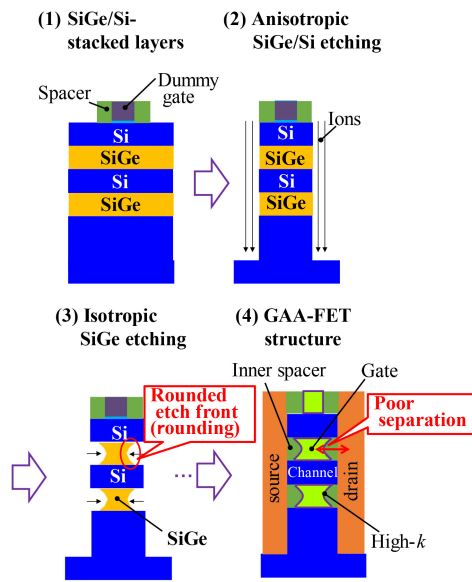 (1) SiGe/Si-
stacked layers
(2) Anisotropic
SiGe/Si etching
Spacer
Dummy
gate
Ions
Si
SiGe
Si
SiGe
Si
SiGe
Si
SiGe
(3) Isotropic
SiGe etching
(4) GAA-FET
structure
Rounded
etch front
(rounding)
Si
Si
SiGe
...
Inner spacer
Gate
Poor
separation
source
Channel
drain
High-k